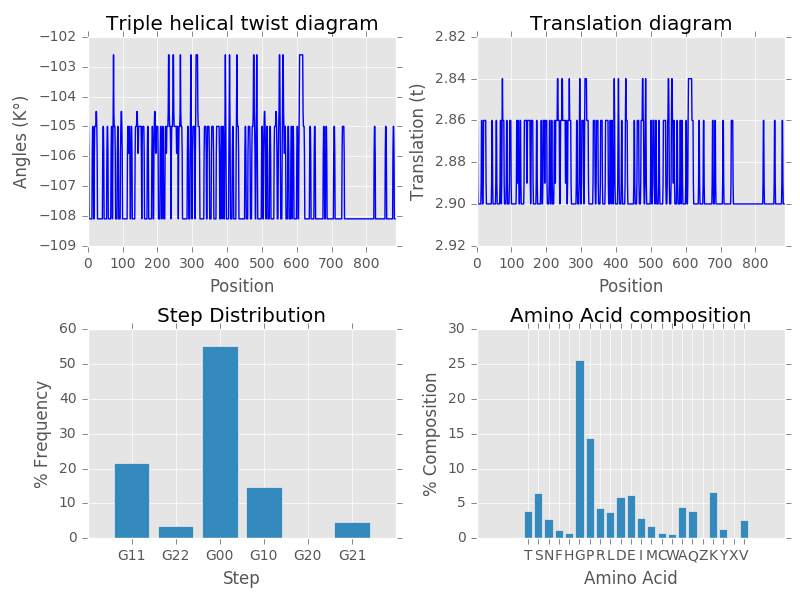 Triple helical twist diagram
Angles (K°)
−102
−103
−104
−105
−106
−107
−108
−109
0 100 200 300 400 500 600 700 800
Position
Translation diagram
Translation (t)
2.82
2.84
2.86
2.88
2.90
2.92
0 100 200 300 400 500 600 700 800
Position
Step Distribution
% Frequency
60
50
40
30
20
10
0
G11 G22 G00 G10 G20 G21
Step
Amino Acid composition
% Composition
30
25
20
15
10
5
0
T S N F H G P R L D E I M C W A Q Z K Y X V
Amino Acid